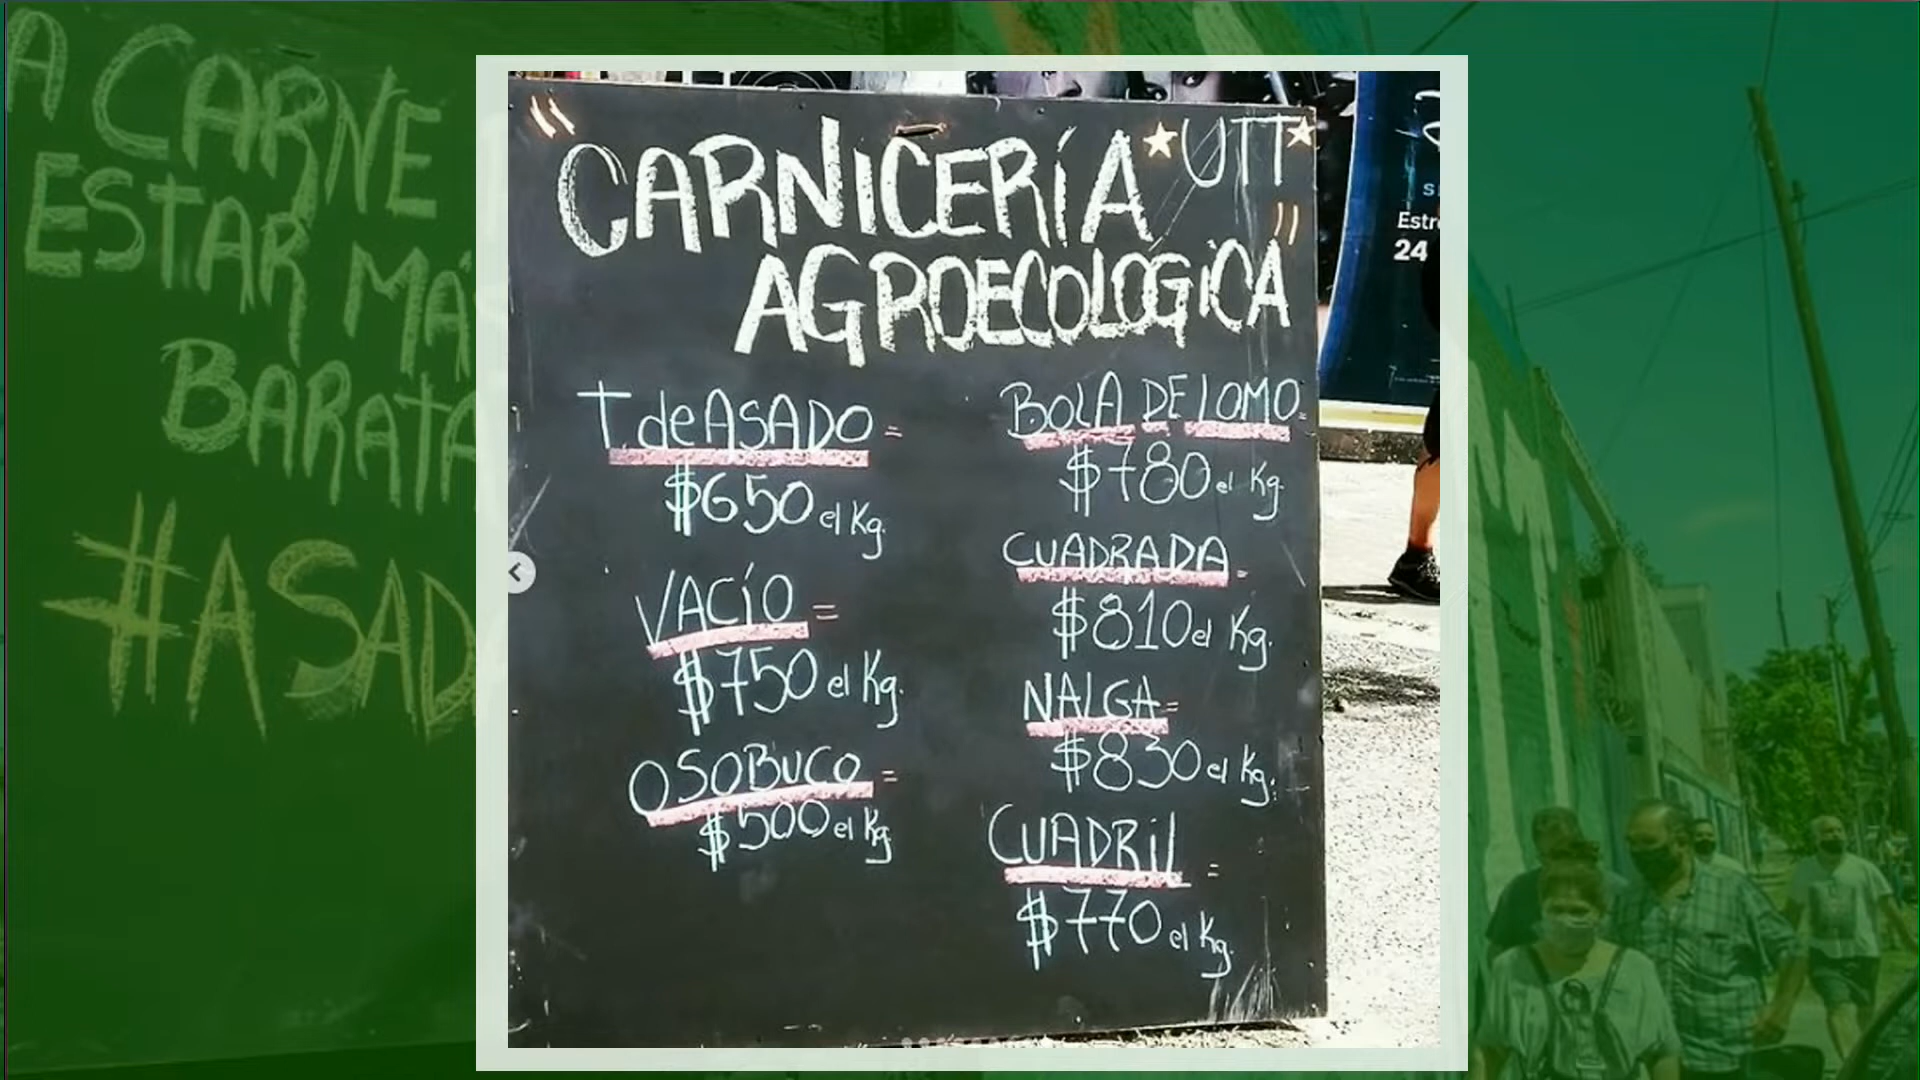 A CARNE
ESTAR MÁ
BARATA
#ASAD
"CARNICERÍA ★UTT★
AGROECOLÓGICA"
T de ASADO =
$650 el Kg.
VACÍO =
$750 el Kg.
OSOBUCO =
$500 el Kg
BOLA DE LOMO =
$780 el Kg.
CUADRADA =
$810 el Kg.
NALGA =
$830 el Kg.
CUADRIL =
$770 el Kg.
Estr
24